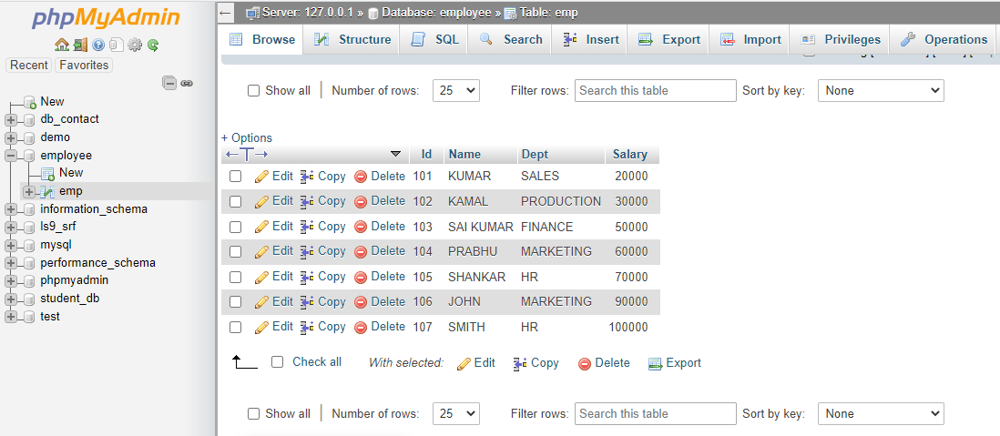 phpMyAdmin
Recent Favorites
New
db_contact
demo
employee
New
emp
information_schema
ls9_srf
mysql
performance_schema
phpmyadmin
student_db
test
Server: 127.0.0.1 » Database: employee » Table: emp
Browse Structure SQL Search Insert Export Import Privileges Operations
Show all Number of rows: 25 Filter rows: Search this table Sort by key: None
+ Options
Id Name Dept Salary
Edit Copy Delete 101 KUMAR SALES 20000
Edit Copy Delete 102 KAMAL PRODUCTION 30000
Edit Copy Delete 103 SAI KUMAR FINANCE 50000
Edit Copy Delete 104 PRABHU MARKETING 60000
Edit Copy Delete 105 SHANKAR HR 70000
Edit Copy Delete 106 JOHN MARKETING 90000
Edit Copy Delete 107 SMITH HR 100000
Check all With selected: Edit Copy Delete Export
Show all Number of rows: 25 Filter rows: Search this table Sort by key: None